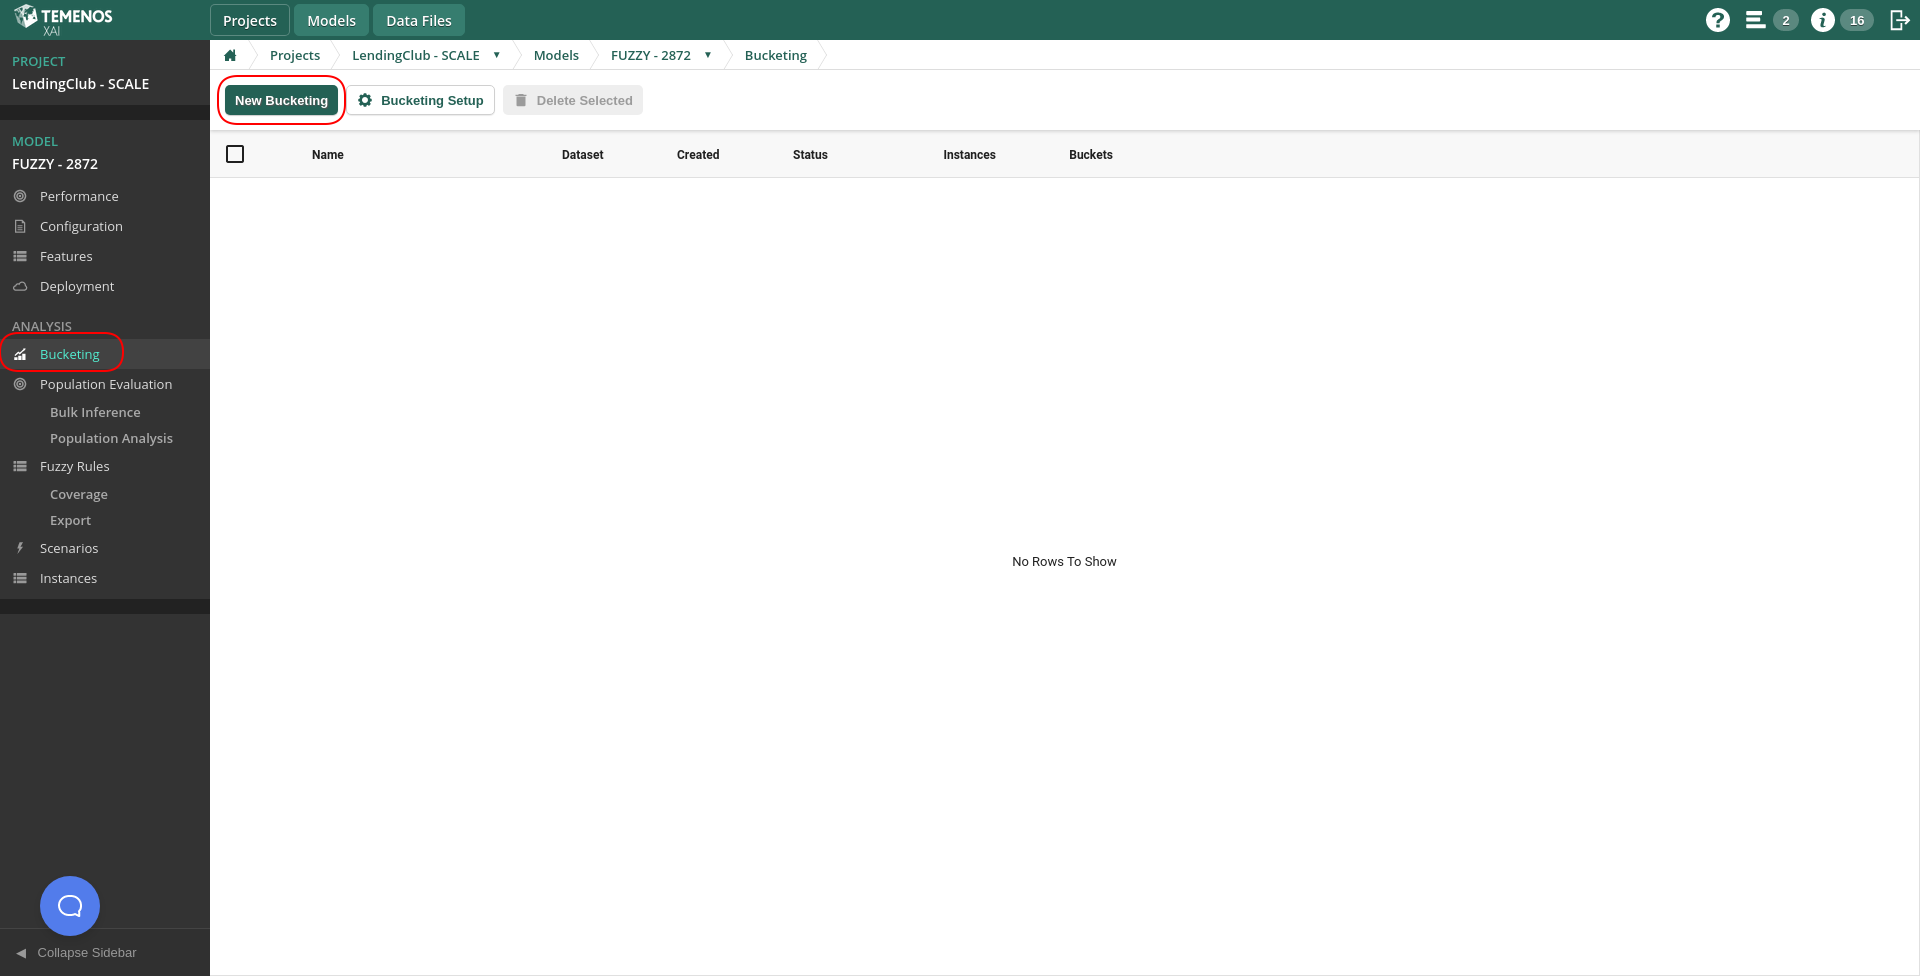 TEMENOS
XAI
Projects
Models
Data Files
2
16
PROJECT
LendingClub - SCALE
MODEL
FUZZY - 2872
Performance
Configuration
Features
Deployment
ANALYSIS
Bucketing
Population Evaluation
Bulk Inference
Population Analysis
Fuzzy Rules
Coverage
Export
Scenarios
Instances
Collapse Sidebar
Projects
LendingClub - SCALE
Models
FUZZY - 2872
Bucketing
New Bucketing
Bucketing Setup
Delete Selected
Name
Dataset
Created
Status
Instances
Buckets
No Rows To Show